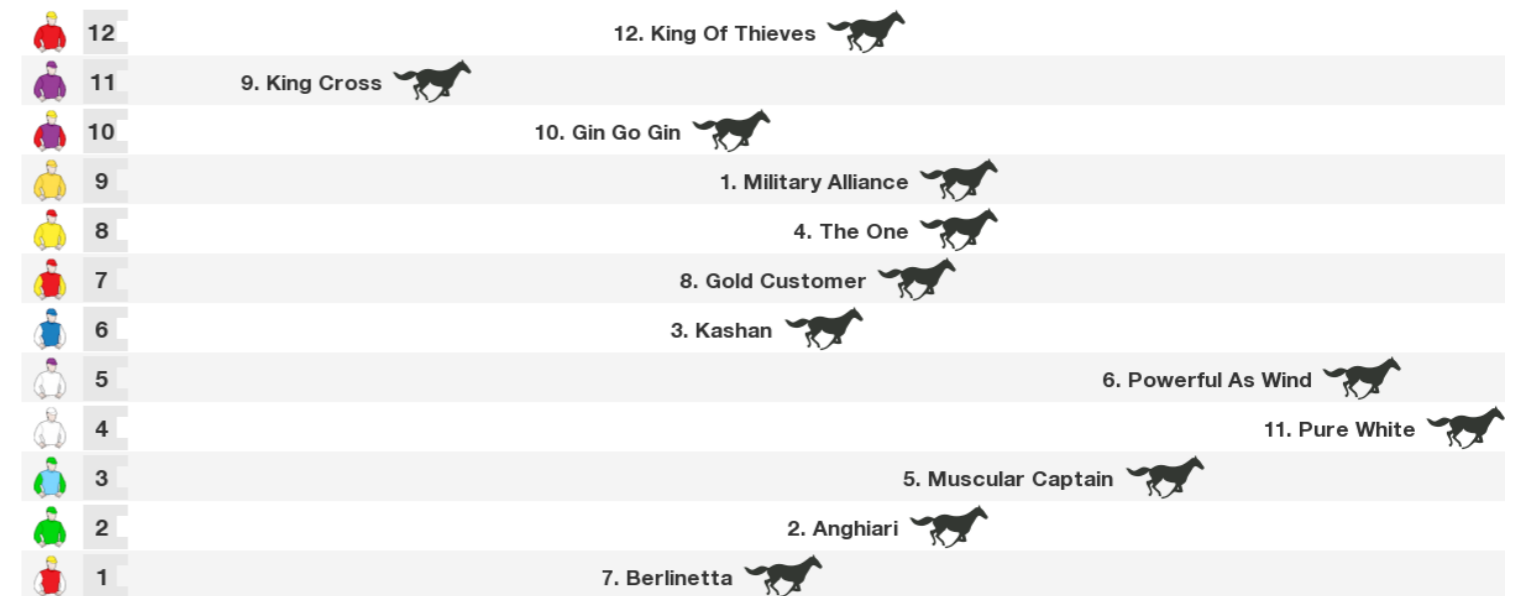 12 12. King Of Thieves
11 9. King Cross
10 10. Gin Go Gin
9 1. Military Alliance
8 4. The One
7 8. Gold Customer
6 3. Kashan
5 6. Powerful As Wind
4 11. Pure White
3 5. Muscular Captain
2 2. Anghiari
1 7. Berlinetta